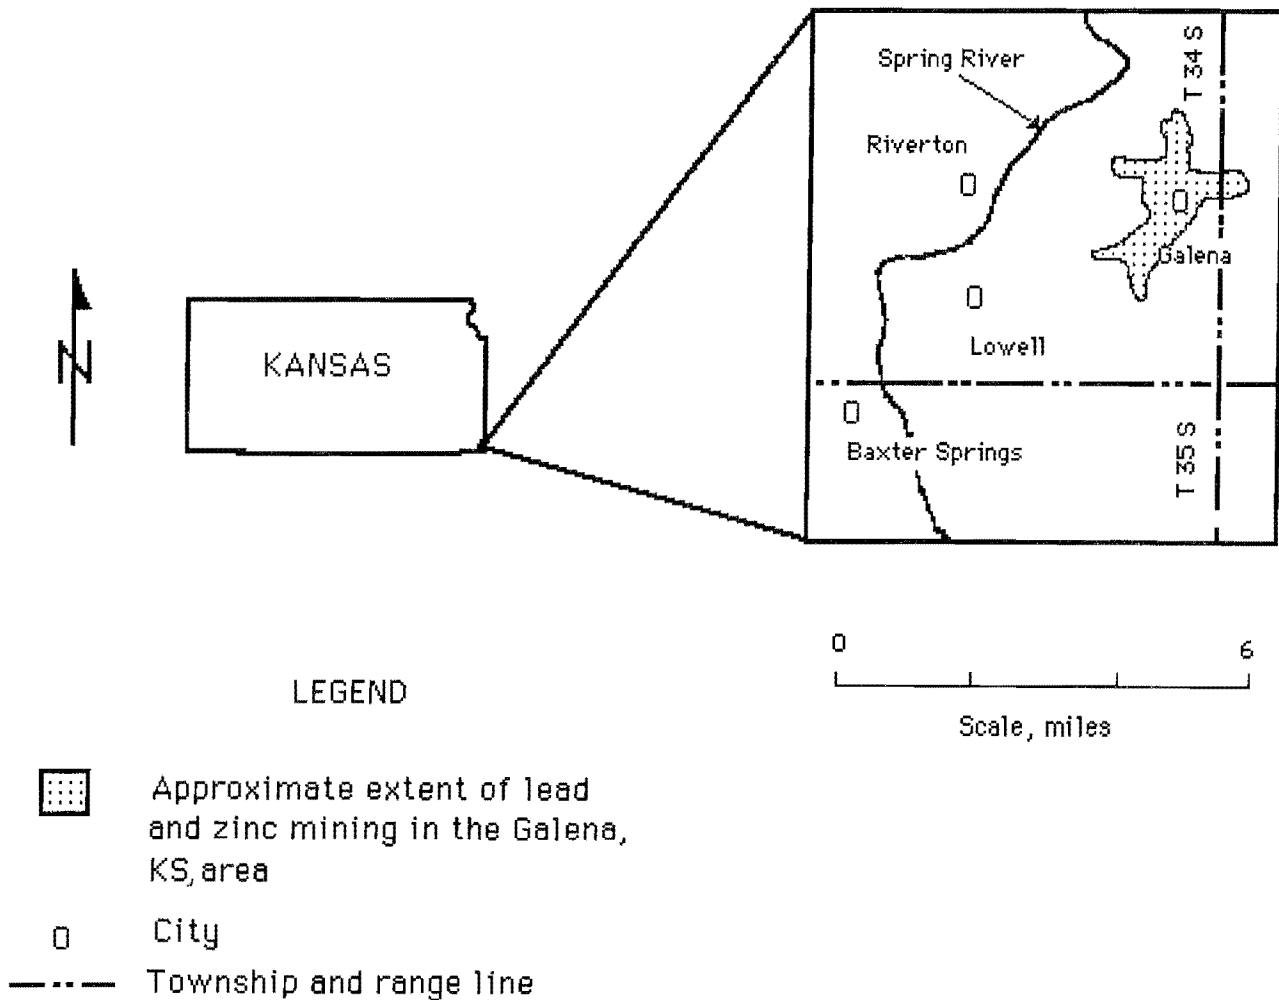 Spring River
T 34 S
Riverton
Galena
Lowell
N
KANSAS
Baxter Springs
T 35 S
0 6
Scale, miles
LEGEND
Approximate extent of lead
and zinc mining in the Galena,
KS, area
City
Township and range line